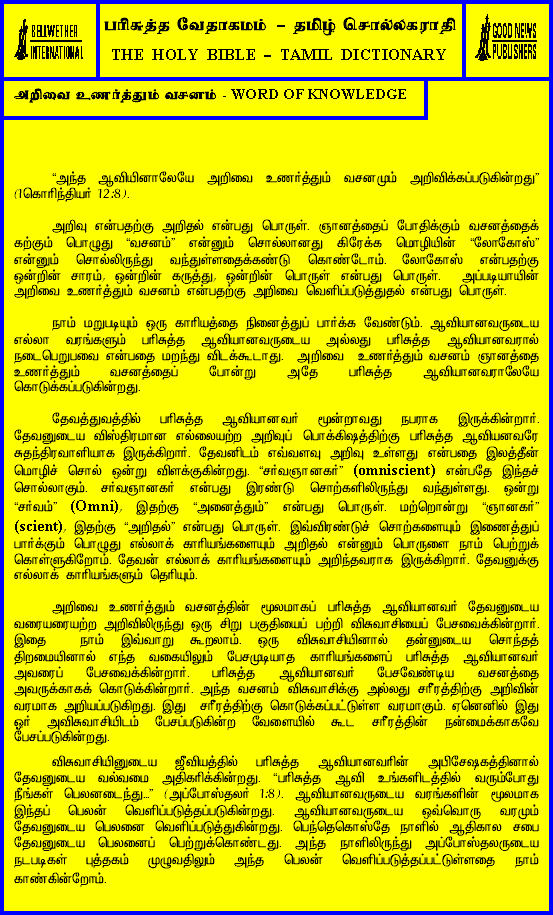 BELLWETHER
INTERNATIONAL
பரிசுத்த வேதாகமம் – தமிழ் சொல்லகராதி
THE HOLY BIBLE – TAMIL DICTIONARY
GOOD NEWS
PUBLISHERS
அறிவை உணர்த்தும் வசனம் - WORD OF KNOWLEDGE
“அந்த ஆவியினாலேயே அறிவை உணர்த்தும் வசனமும் அறிவிக்கப்படுகின்றது”
(1கொரிந்தியர் 12:8).
அறிவு என்பதற்கு அறிதல் என்பது பொருள். ஞானத்தைப் போதிக்கும் வசனத்தைக்
கற்கும் பொழுது “வசனம்” என்னும் சொல்லானது கிரேக்க மொழியின் “லோகோஸ்”
என்னும் சொல்லிருந்து வந்துள்ளதைக்கண்டு கொண்டோம். லோகோஸ் என்பதற்கு
ஒன்றின் சாரம், ஒன்றின் கருத்து, ஒன்றின் பொருள் என்பது பொருள். அப்படியாயின்
அறிவை உணர்த்தும் வசனம் என்பதற்கு அறிவை வெளிப்படுத்துதல் என்பது பொருள்.
நாம் மறுபடியும் ஒரு காரியத்தை நினைத்துப் பார்க்க வேண்டும். ஆவியானவருடைய
எல்லா வரங்களும் பரிசுத்த ஆவியானவருடைய அல்லது பரிசுத்த ஆவியானவரால்
நடைபெறுபவை என்பதை மறந்து விடக்கூடாது. அறிவை உணர்த்தும் வசனம் ஞானத்தை
உணர்த்தும் வசனத்தைப் போன்று அதே பரிசுத்த ஆவியானவராலேயே
கொடுக்கப்படுகின்றது.
தேவத்துவத்தில் பரிசுத்த ஆவியானவர் மூன்றாவது நபராக இருக்கின்றார்.
தேவனுடைய விஸ்திரமான எல்லையற்ற அறிவுப் பொக்கிஷத்திற்கு பரிசுத்த ஆவியனவரே
சுதந்திரவாளியாக இருக்கிறார். தேவனிடம் எவ்வளவு அறிவு உள்ளது என்பதை இலத்தீன்
மொழிச் சொல் ஒன்று விளக்குகின்றது. “சர்வஞானகர்” (omniscient) என்பதே இந்தச்
சொல்லாகும். சர்வஞானகர் என்பது இரண்டு சொற்களிலிருந்து வந்துள்ளது. ஒன்று
“சர்வம்” (Omni), இதற்கு “அனைத்தும்” என்பது பொருள். மற்றொன்று “ஞானகர்”
(scient), இதற்கு “அறிதல்” என்பது பொருள். இவ்விரண்டுச் சொற்களையும் இணைத்துப்
பார்க்கும் பொழுது எல்லாக் காரியங்களையும் அறிதல் என்னும் பொருளை நாம் பெற்றுக்
கொள்ளுகிறோம். தேவன் எல்லாக் காரியங்களையும் அறிந்தவராக இருக்கிறார். தேவனுக்கு
எல்லாக் காரியங்களும் தெரியும்.
அறிவை உணர்த்தும் வசனத்தின் மூலமாகப் பரிசுத்த ஆவியானவர் தேவனுடைய
வரையரையற்ற அறிவிலிருந்து ஒரு சிறு பகுதியைப் பற்றி விசுவாசியைப் பேசவைக்கின்றார்.
இதை நாம் இவ்வாறு கூறலாம். ஒரு விசுவாசியினால் தன்னுடைய சொந்தத்
திறமையினால் எந்த வகையிலும் பேசமுடியாத காரியங்களைப் பரிசுத்த ஆவியானவர்
அவரைப் பேசவைக்கின்றார். பரிசுத்த ஆவியானவர் பேசவேண்டிய வசனத்தை
அவருக்காகக் கொடுக்கின்றார். அந்த வசனம் விசுவாசிக்கு அல்லது சரீரத்திற்கு அறிவின்
வரமாக அறியப்படுகிறது. இது சரீரத்திற்கு கொடுக்கப்பட்டுள்ள வரமாகும். ஏனெனில் இது
ஓர் அவிசுவாசியிடம் பேசப்படுகின்ற வேளையில் கூட சரீரத்தின் நன்மைக்காகவே
பேசப்படுகின்றது.
விசுவாசியினுடைய ஜீவியத்தில் பரிசுத்த ஆவியானவரின் அபிசேஷகத்தினால்
தேவனுடைய வல்லமை அதிகரிக்கின்றது. “பரிசுத்த ஆவி உங்களிடத்தில் வரும்போது
நீங்கள் பெலனடைந்து...” (அப்போஸ்தலர் 1:8). ஆவியானவருடைய வரங்களின் மூலமாக
இந்தப் பெலன் வெளிப்படுத்தப்படுகின்றது. ஆவியானவருடைய ஒவ்வொரு வரமும்
தேவனுடைய பெலனை வெளிப்படுத்துகின்றது. பெந்தெகொஸ்தே நாளில் ஆதிகால சபை
தேவனுடைய பெலனைப் பெற்றுக்கொண்டது. அந்த நாளிலிருந்து அப்போஸ்தலருடைய
நடபடிகள் புத்தகம் முழுவதிலும் அந்த பெலன் வெளிப்படுத்தப்பட்டுள்ளதை நாம்
காண்கின்றோம்.